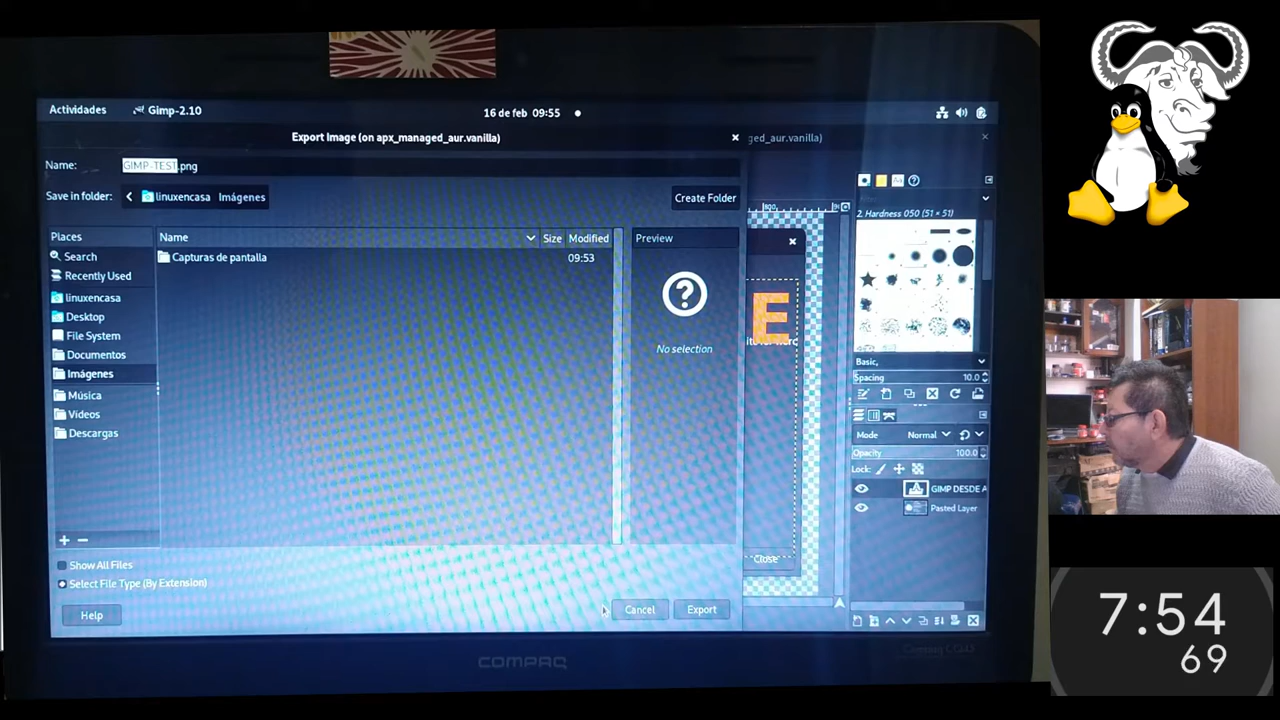 Actividades Gimp-2.10 16 de feb 09:55
Export Image (on apx_managed_aur.vanilla) ged_aur.vanilla)
Name: GIMP-TEST.png
Save in folder: linuxencasa Imágenes Create Folder
2. Hardness 050 (51 × 51)
Places Name Size Modified Preview
Search Capturas de pantalla 09:53
Recently Used
linuxencasa
Desktop
E
File System
Documentos No selection
Basic,
Imágenes
Spacing 10.0
Música
Vídeos
Descargas Mode Normal
Opacity 100.0
Lock:
GIMP DESDE A
Pasted Layer
Close
Show All Files
Select File Type (By Extension)
Help Cancel Export
COMPAQ
7:54
69